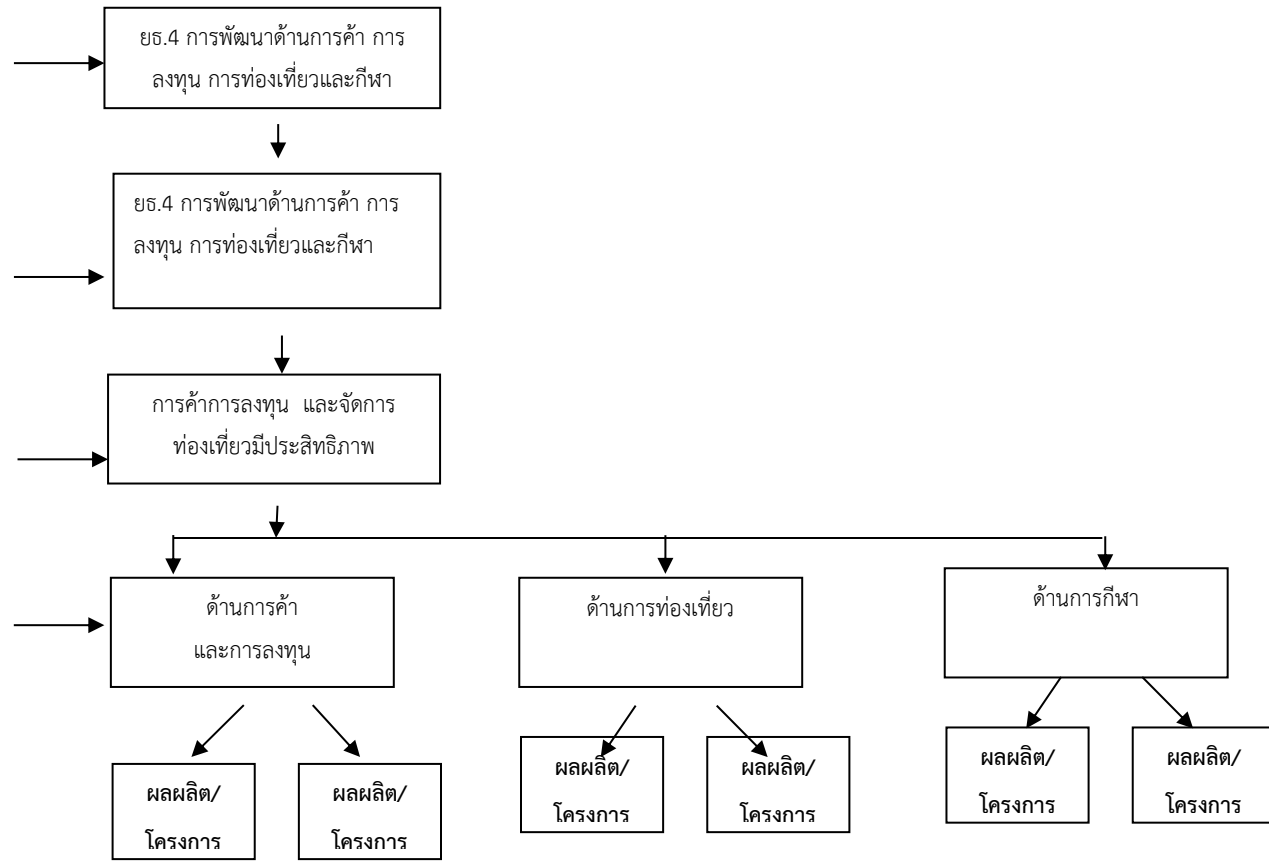 ยธ.4 การพัฒนาด้านการค้า การ
ลงทุน การท่องเที่ยวและกีฬา
ยธ.4 การพัฒนาด้านการค้า การ
ลงทุน การท่องเที่ยวและกีฬา
การค้าการลงทุน และจัดการ
ท่องเที่ยวมีประสิทธิภาพ
ด้านการค้า
และการลงทุน
ด้านการท่องเที่ยว
ด้านการกีฬา
ผลผลิต/
โครงการ
ผลผลิต/
โครงการ
ผลผลิต/
โครงการ
ผลผลิต/
โครงการ
ผลผลิต/
โครงการ
ผลผลิต/
โครงการ